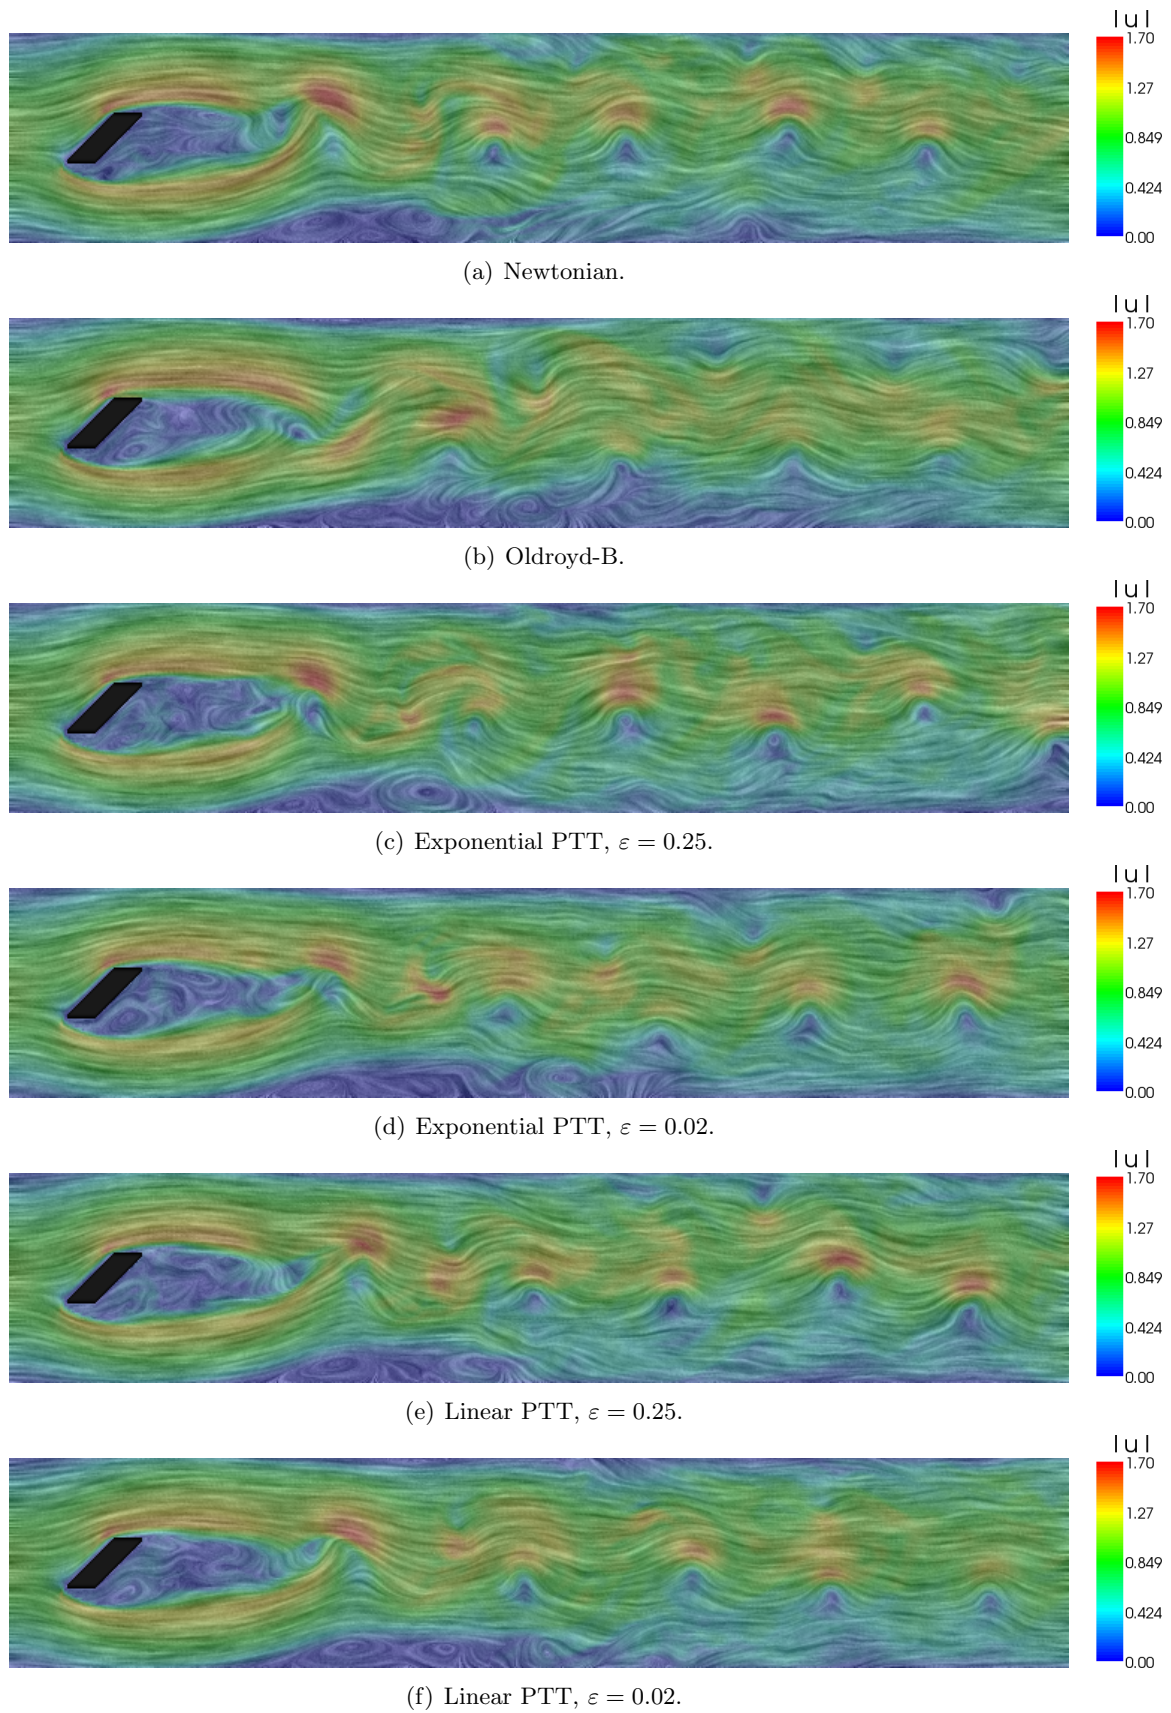 |u|
1.70
1.27
0.849
0.424
0.00
(a) Newtonian.
|u|
1.70
1.27
0.849
0.424
0.00
(b) Oldroyd-B.
|u|
1.70
1.27
0.849
0.424
0.00
(c) Exponential PTT, ε = 0.25.
|u|
1.70
1.27
0.849
0.424
0.00
(d) Exponential PTT, ε = 0.02.
|u|
1.70
1.27
0.849
0.424
0.00
(e) Linear PTT, ε = 0.25.
|u|
1.70
1.27
0.849
0.424
0.00
(f) Linear PTT, ε = 0.02.